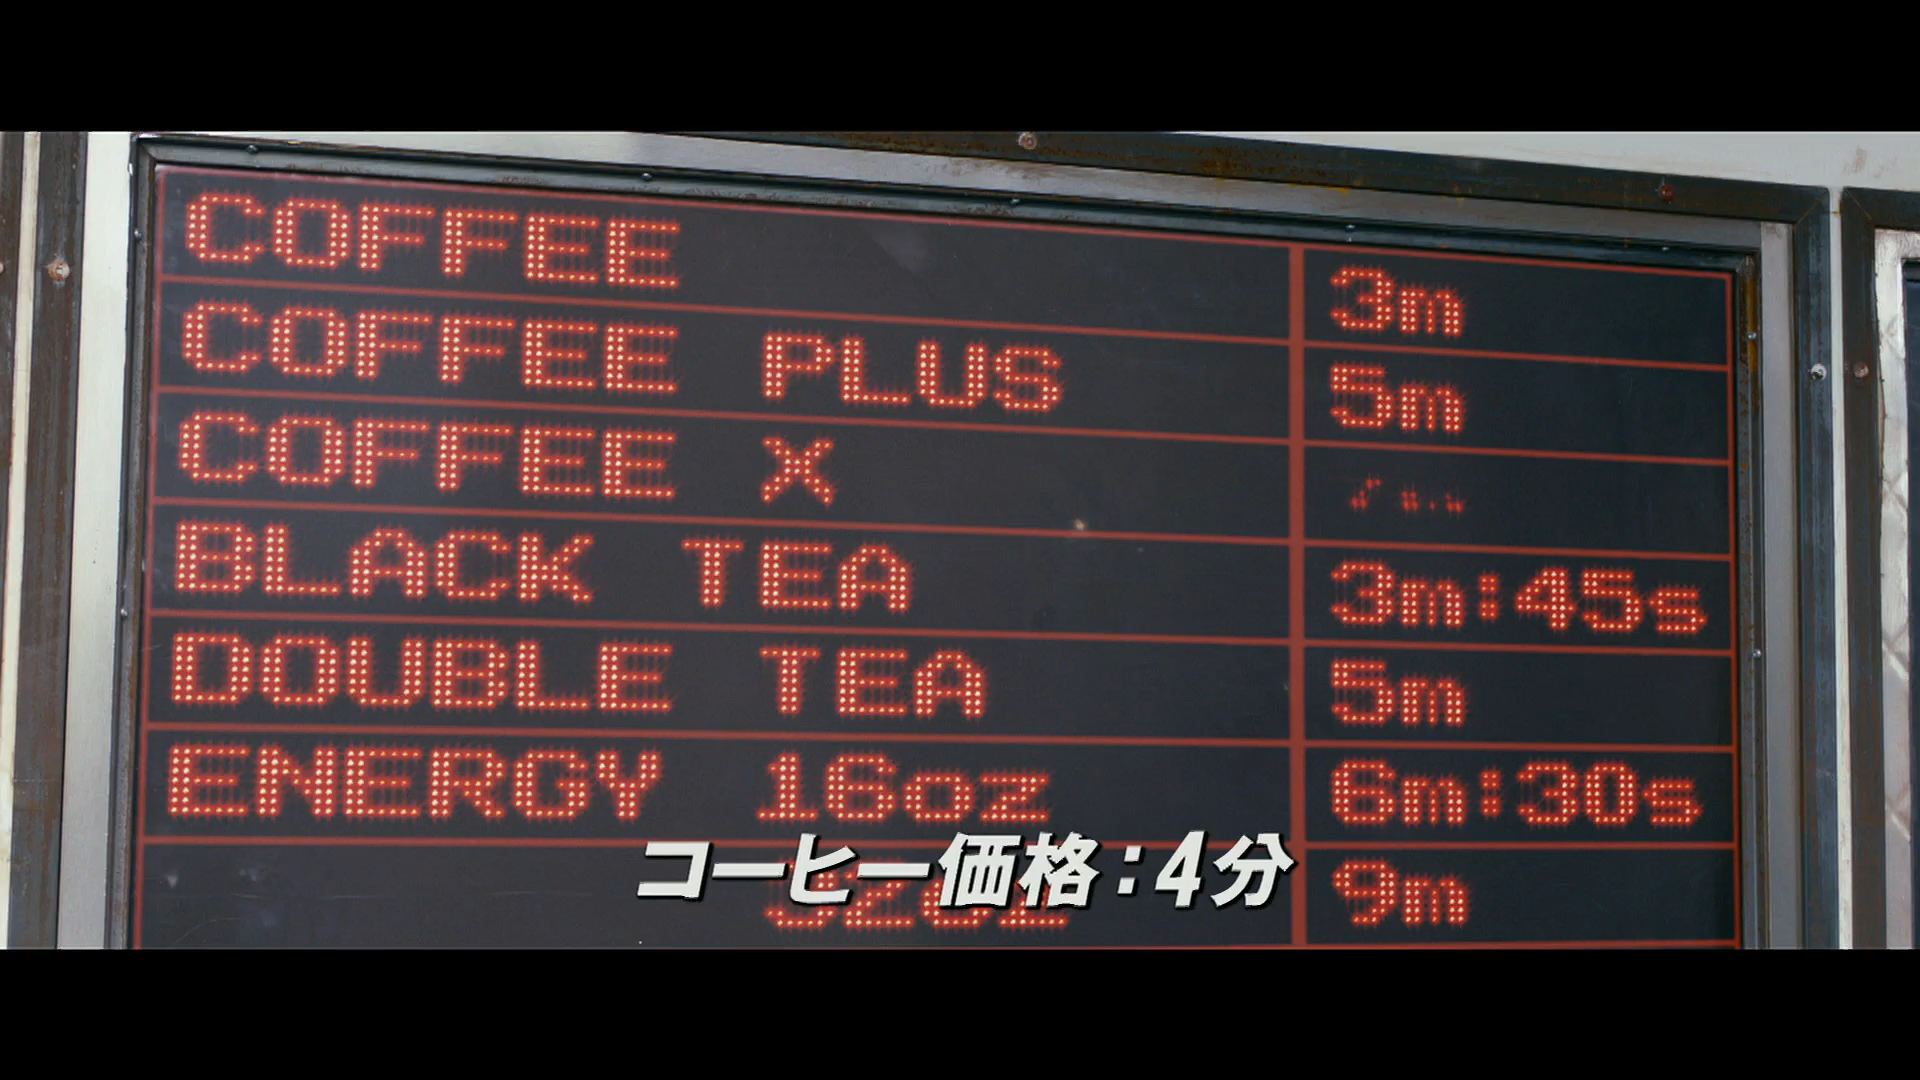 COFFEE 3m
COFFEE PLUS 5m
COFFEE X
BLACK TEA 3m:45s
DOUBLE TEA 5m
ENERGY 16oz 6m:30s
9m
コーヒー価格：4分